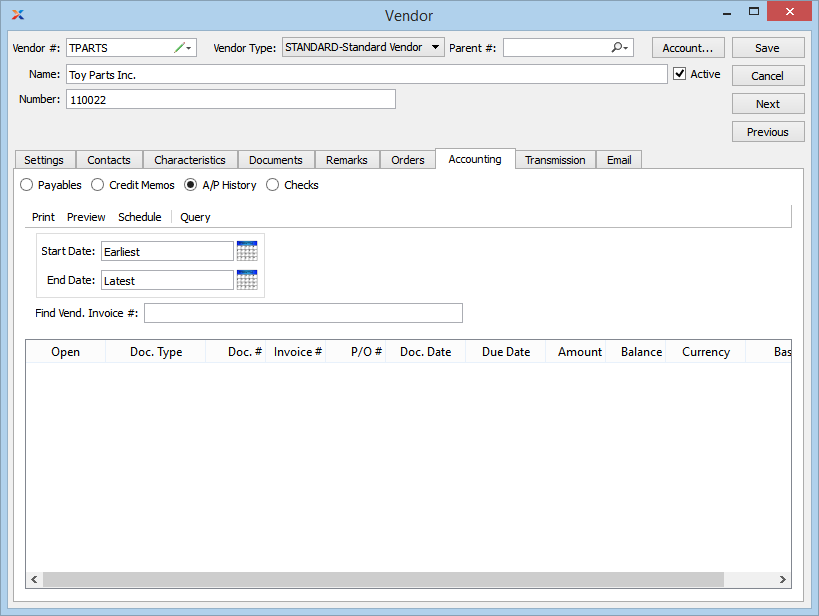 Vendor
Vendor #: TPARTS Vendor Type: STANDARD-Standard Vendor Parent #: Account... Save
Name: Toy Parts Inc. Active Cancel
Number: 110022 Next
Previous
Settings Contacts Characteristics Documents Remarks Orders Accounting Transmission Email
Payables Credit Memos A/P History Checks
Print Preview Schedule Query
Start Date: Earliest
End Date: Latest
Find Vend. Invoice #:
Open Doc. Type Doc. # Invoice # P/O # Doc. Date Due Date Amount Balance Currency Bas